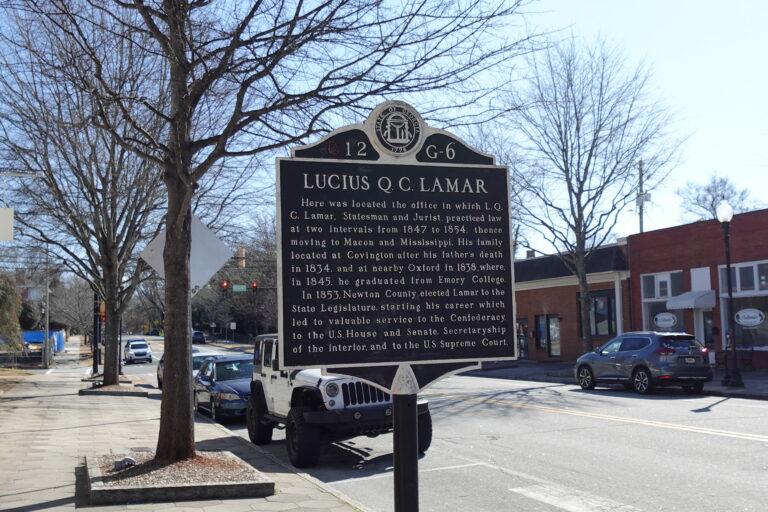 STATE OF GEORGIA
1776
12 G-6
LUCIUS Q. C. LAMAR
Here was located the office in which L. Q.
C. Lamar, Statesman and Jurist, practiced law
at two intervals from 1847 to 1854, thence
moving to Macon and Mississippi. His family
located at Covington after his father's death
in 1834, and at nearby Oxford in 1838, where,
in 1845, he graduated from Emory College.
In 1853, Newton County elected Lamar to the
State Legislature, starting his career which
led to valuable service to the Confederacy,
to the U.S. House and Senate, Secretaryship
of the Interior, and to the U.S. Supreme Court.